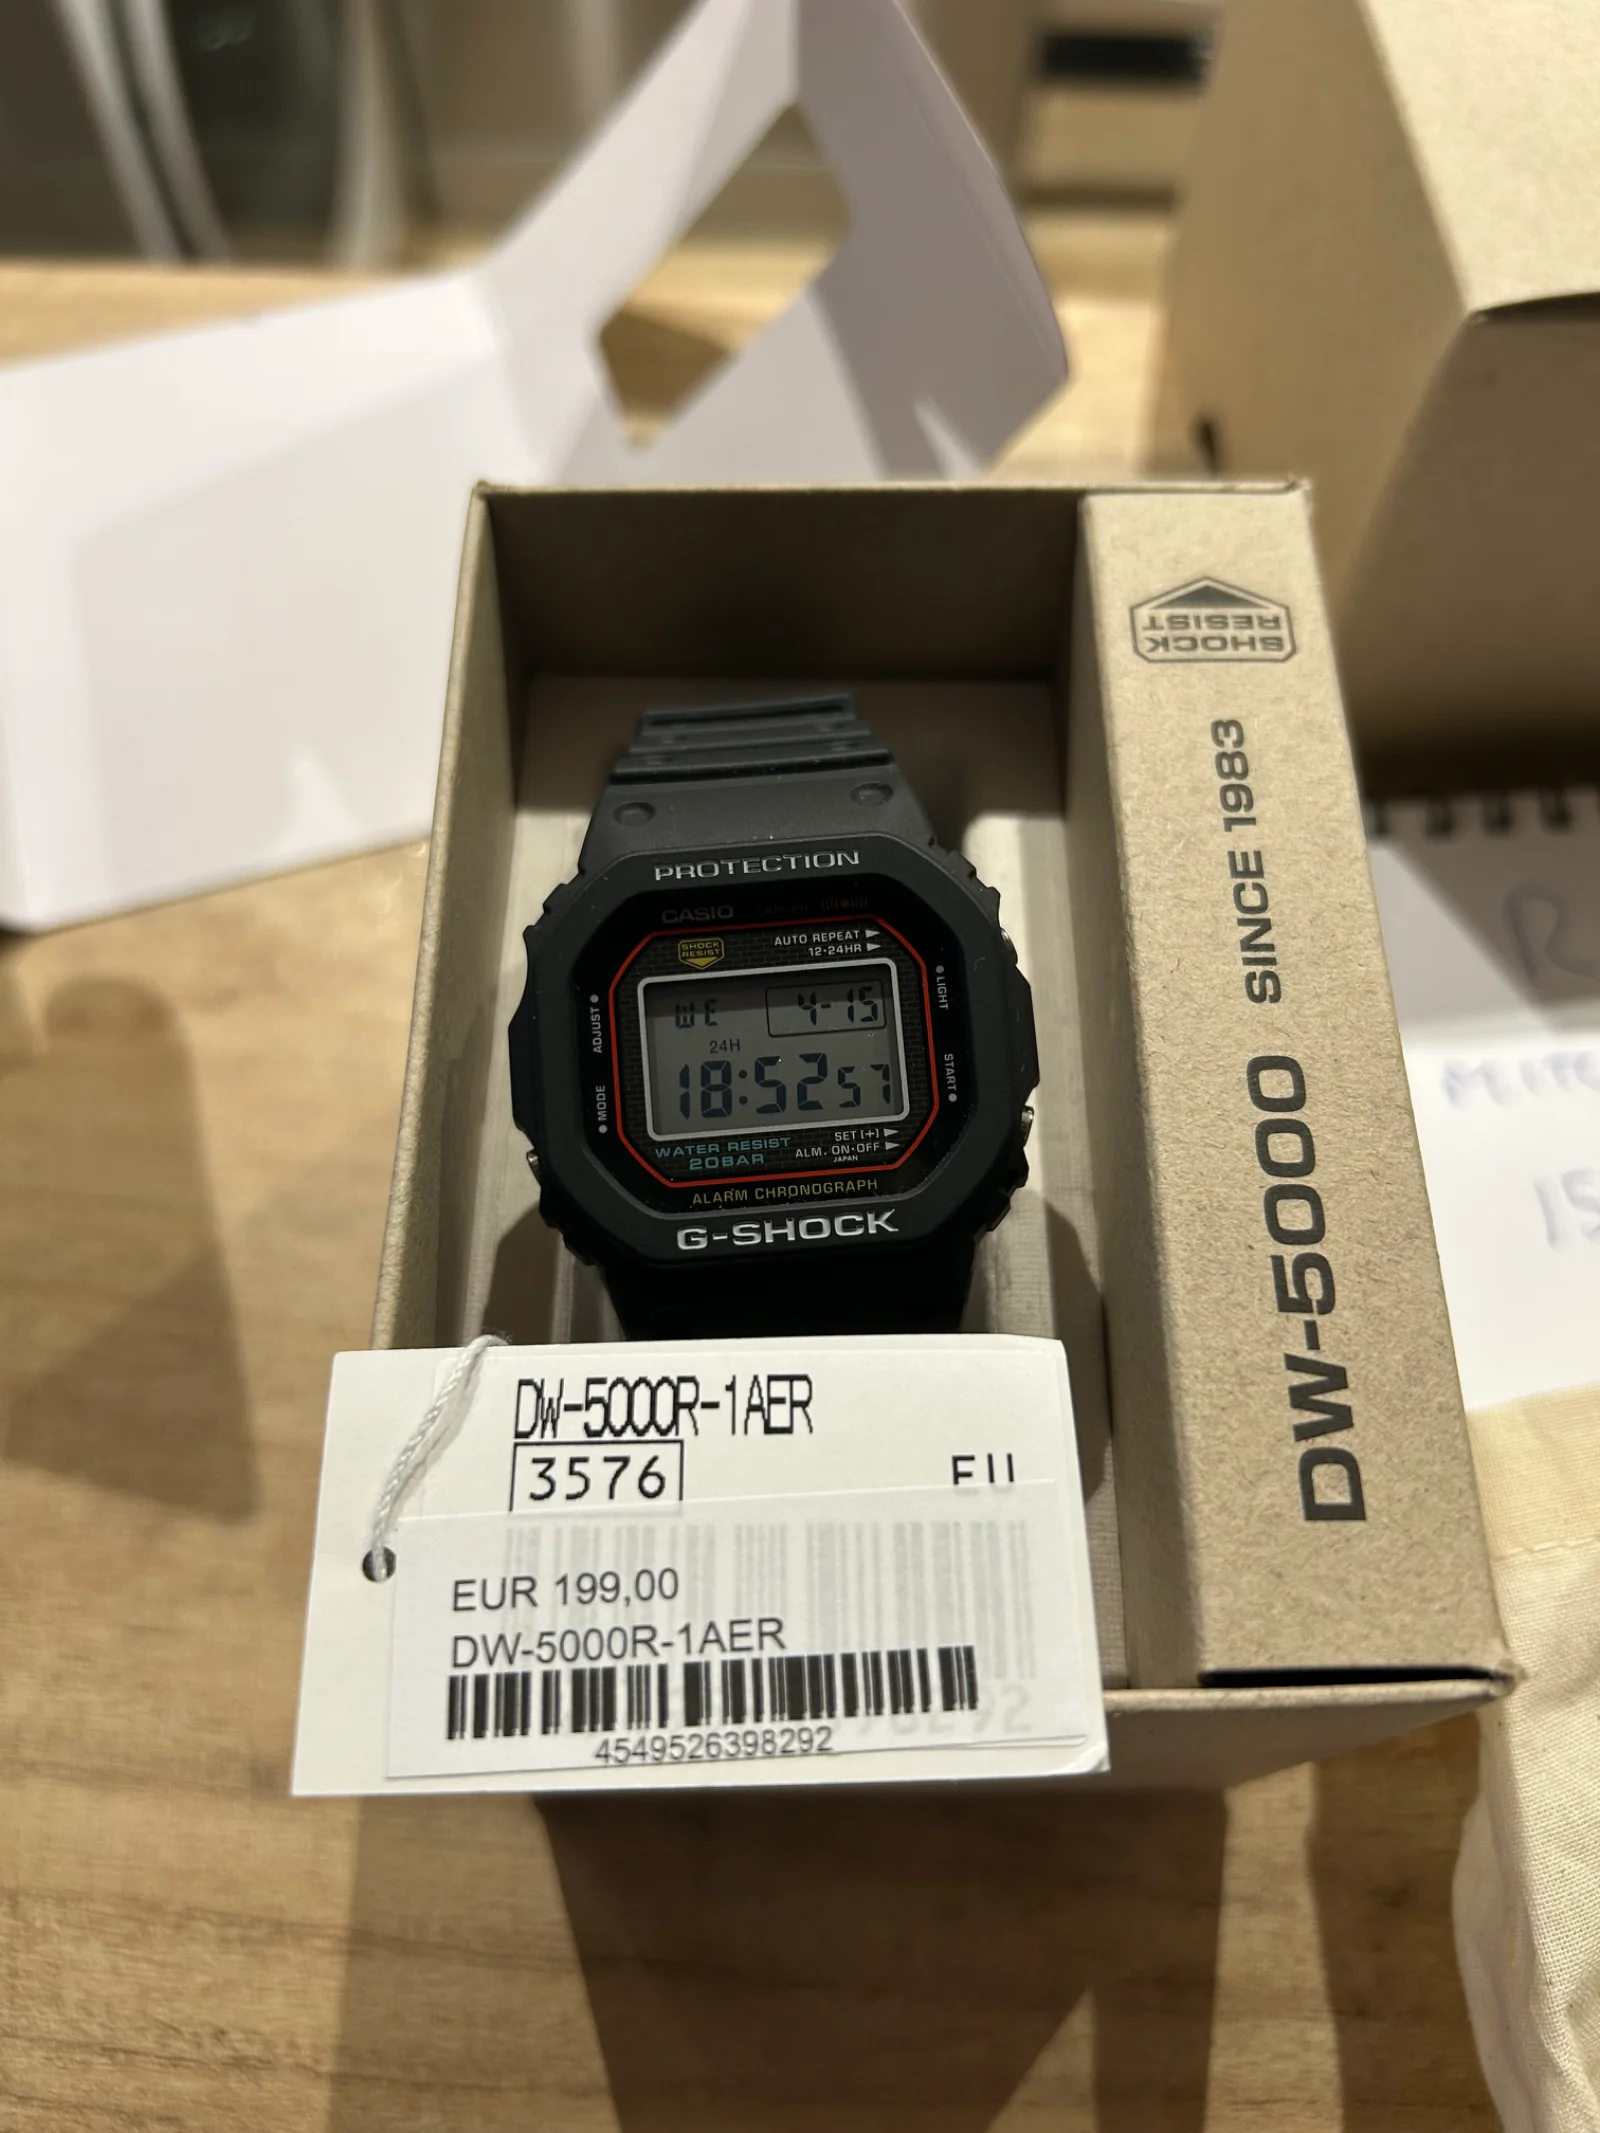 PROTECTION
CASIO
SHOCK
RESIST
AUTO REPEAT
12·24HR
ADJUST
MODE
LIGHT
START
WE 4-15
24H
18:52 57
WATER RESIST
20BAR
SET [+]
ALM. ON·OFF
JAPAN
ALARM CHRONOGRAPH
G-SHOCK
SHOCK
RESIST
DW-5000 SINCE 1983
DW-5000R-1AER
3576 EU
EUR 199,00
DW-5000R-1AER
4549526398292